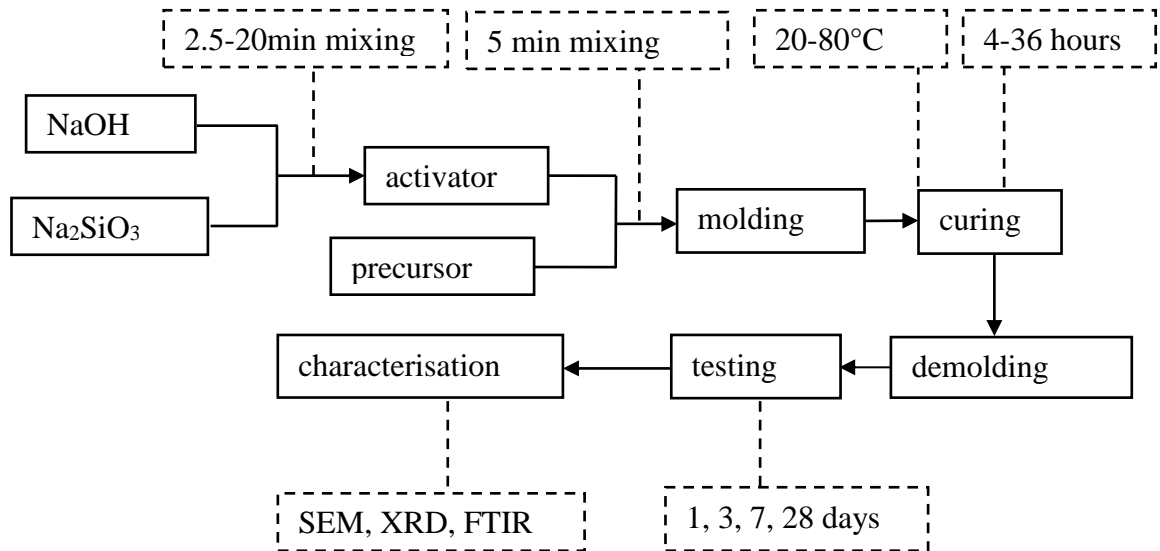 2.5-20min mixing
5 min mixing
20-80°C
4-36 hours
NaOH
activator
Na₂SiO₃
molding
curing
precursor
characterisation
testing
demolding
SEM, XRD, FTIR
1, 3, 7, 28 days